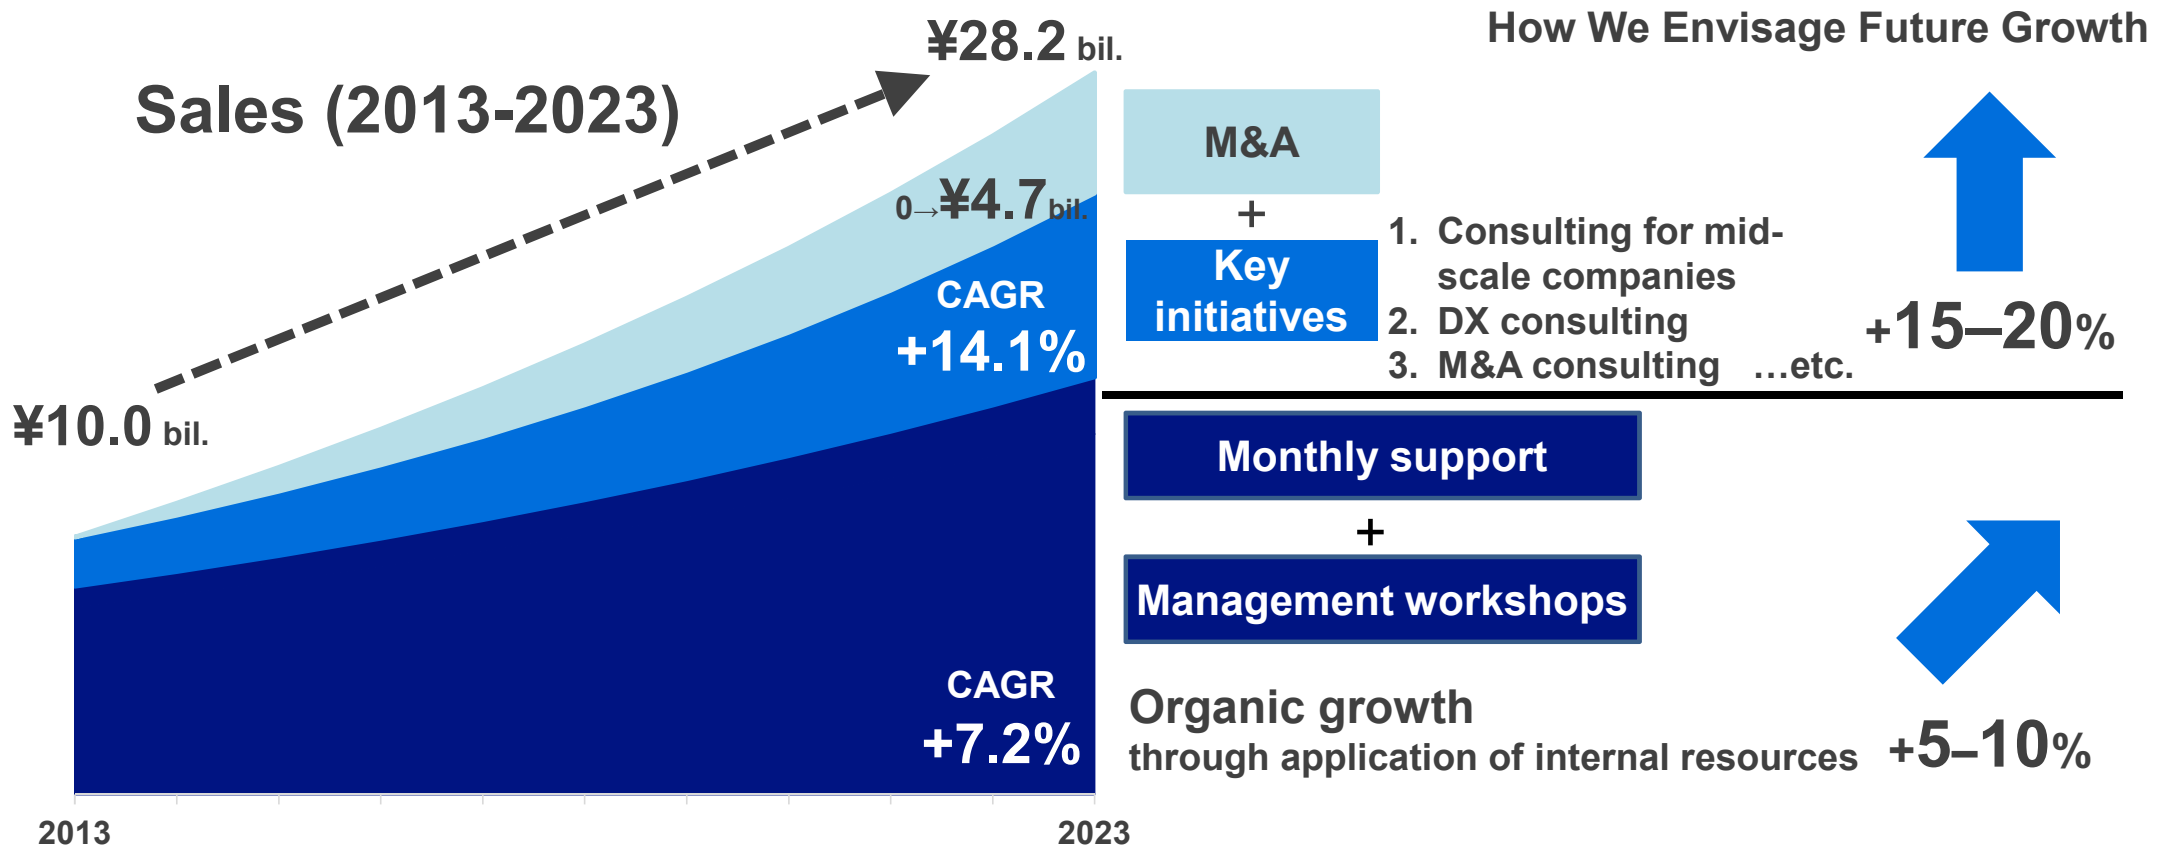 How We Envisage Future Growth
¥28.2 bil.
Sales (2013-2023)
0→¥4.7bil.
CAGR
+14.1%
¥10.0 bil.
CAGR
+7.2%
2013
2023
M&A
+
Key
initiatives
1. Consulting for mid-
scale companies
2. DX consulting
3. M&A consulting …etc.
+15–20%
Monthly support
+
Management workshops
Organic growth
through application of internal resources
+5–10%